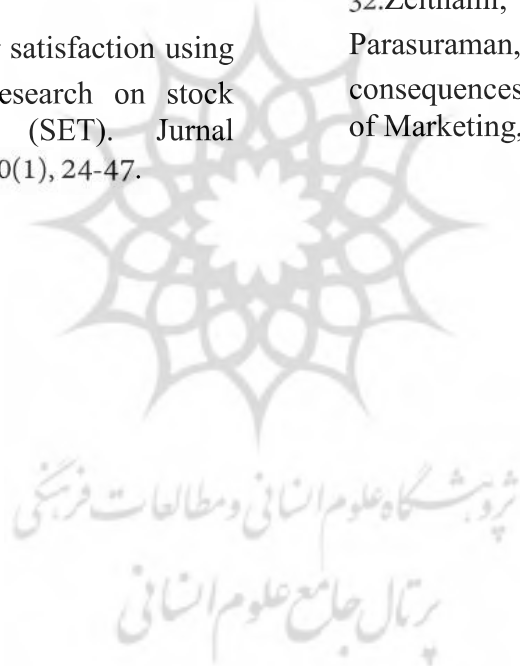 satisfaction using
esearch on stock
(SET). Jurnal
0(1), 24-47.
32.Zeithaml,
Parasuraman,
consequences
of Marketing,
پژوهشگاه علوم انسانی و مطالعات فرهنگی
پرتال جامع علوم انسانی